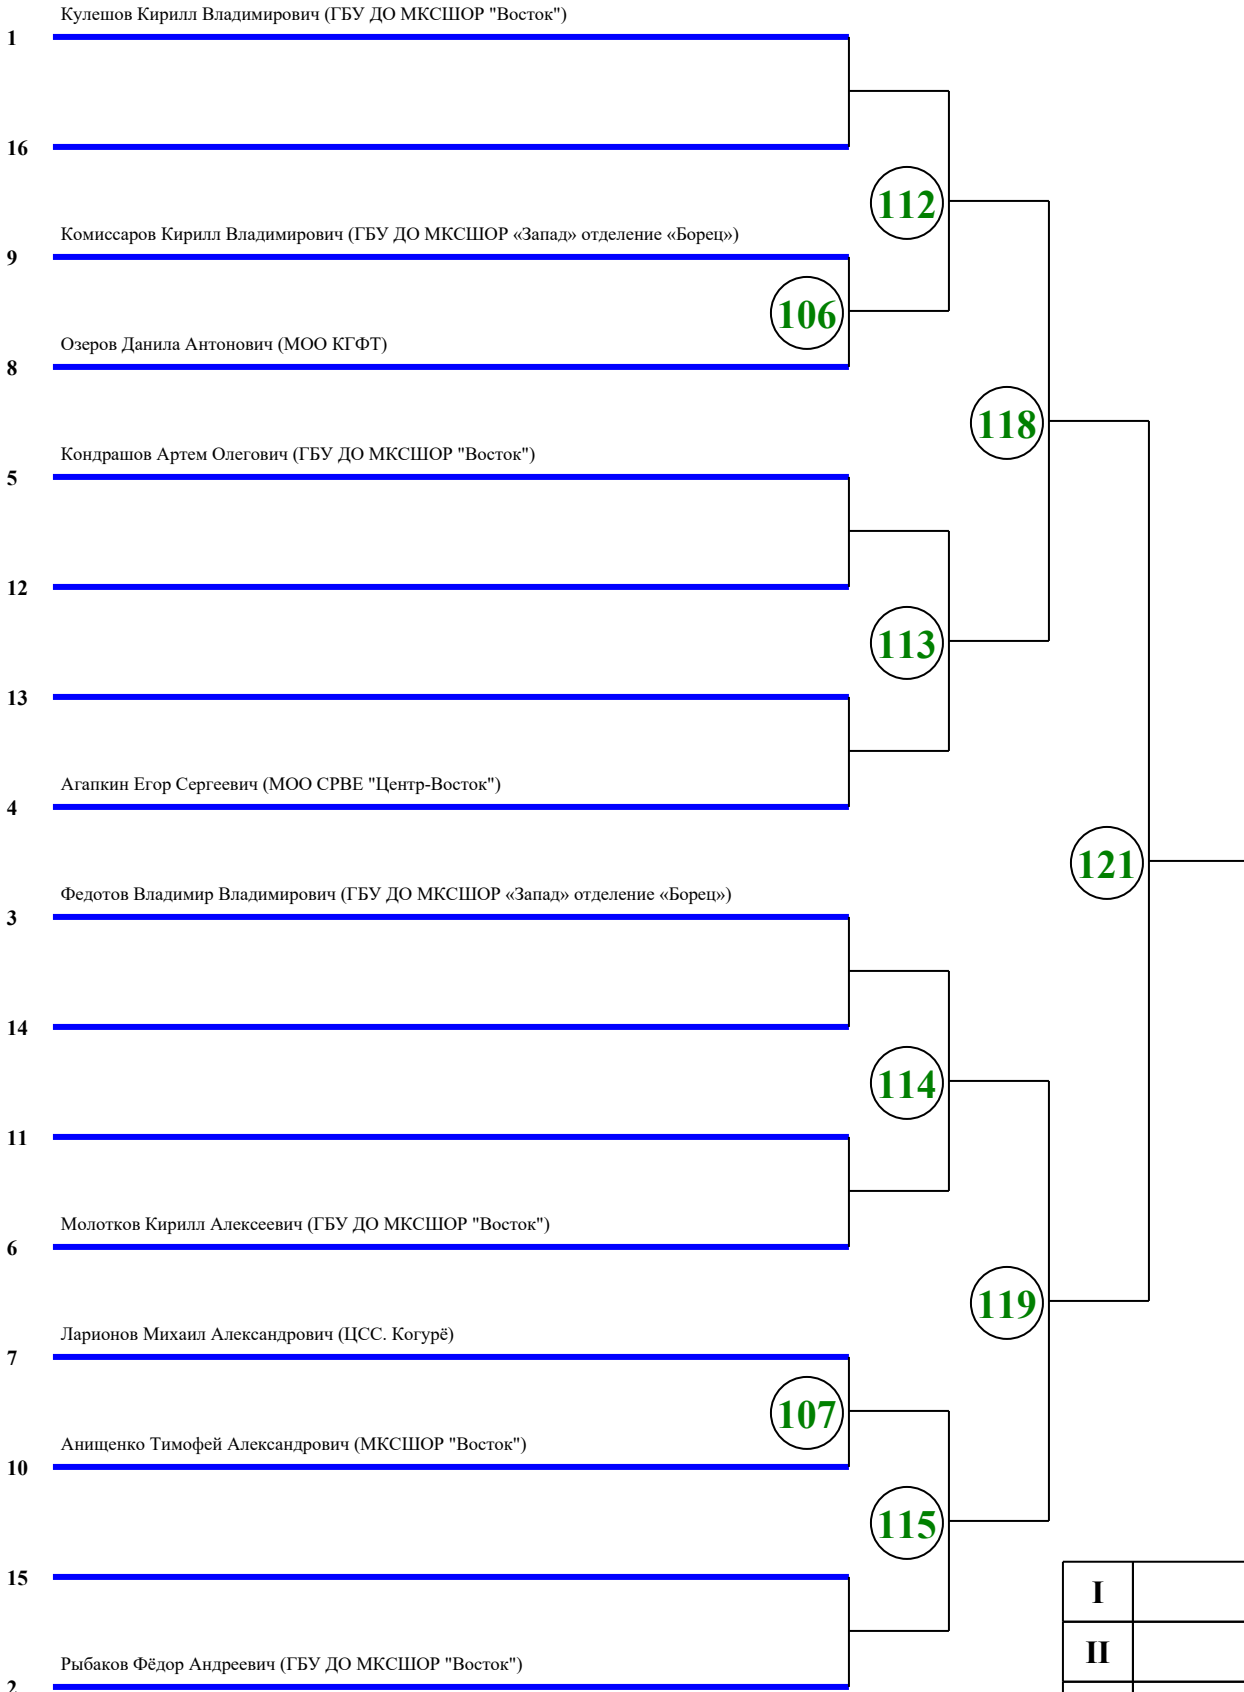 Кулешов Кирилл Владимирович (ГБУ ДО МКСШОР "Восток")
1
16
112
Комиссаров Кирилл Владимирович (ГБУ ДО МКСШОР «Запад» отделение «Борец»)
9
106
Озеров Данила Антонович (МОО КГФТ)
8
118
Кондрашов Артем Олегович (ГБУ ДО МКСШОР "Восток")
5
12
113
13
Агапкин Егор Сергеевич (МОО СРВЕ "Центр-Восток")
4
121
Федотов Владимир Владимирович (ГБУ ДО МКСШОР «Запад» отделение «Борец»)
3
14
114
11
Молотков Кирилл Алексеевич (ГБУ ДО МКСШОР "Восток")
6
119
Ларионов Михаил Александрович (ЦСС. Когурё)
7
107
Анищенко Тимофей Александрович (МКСШОР "Восток")
10
115
15
I
II
Рыбаков Фёдор Андреевич (ГБУ ДО МКСШОР "Восток")
2